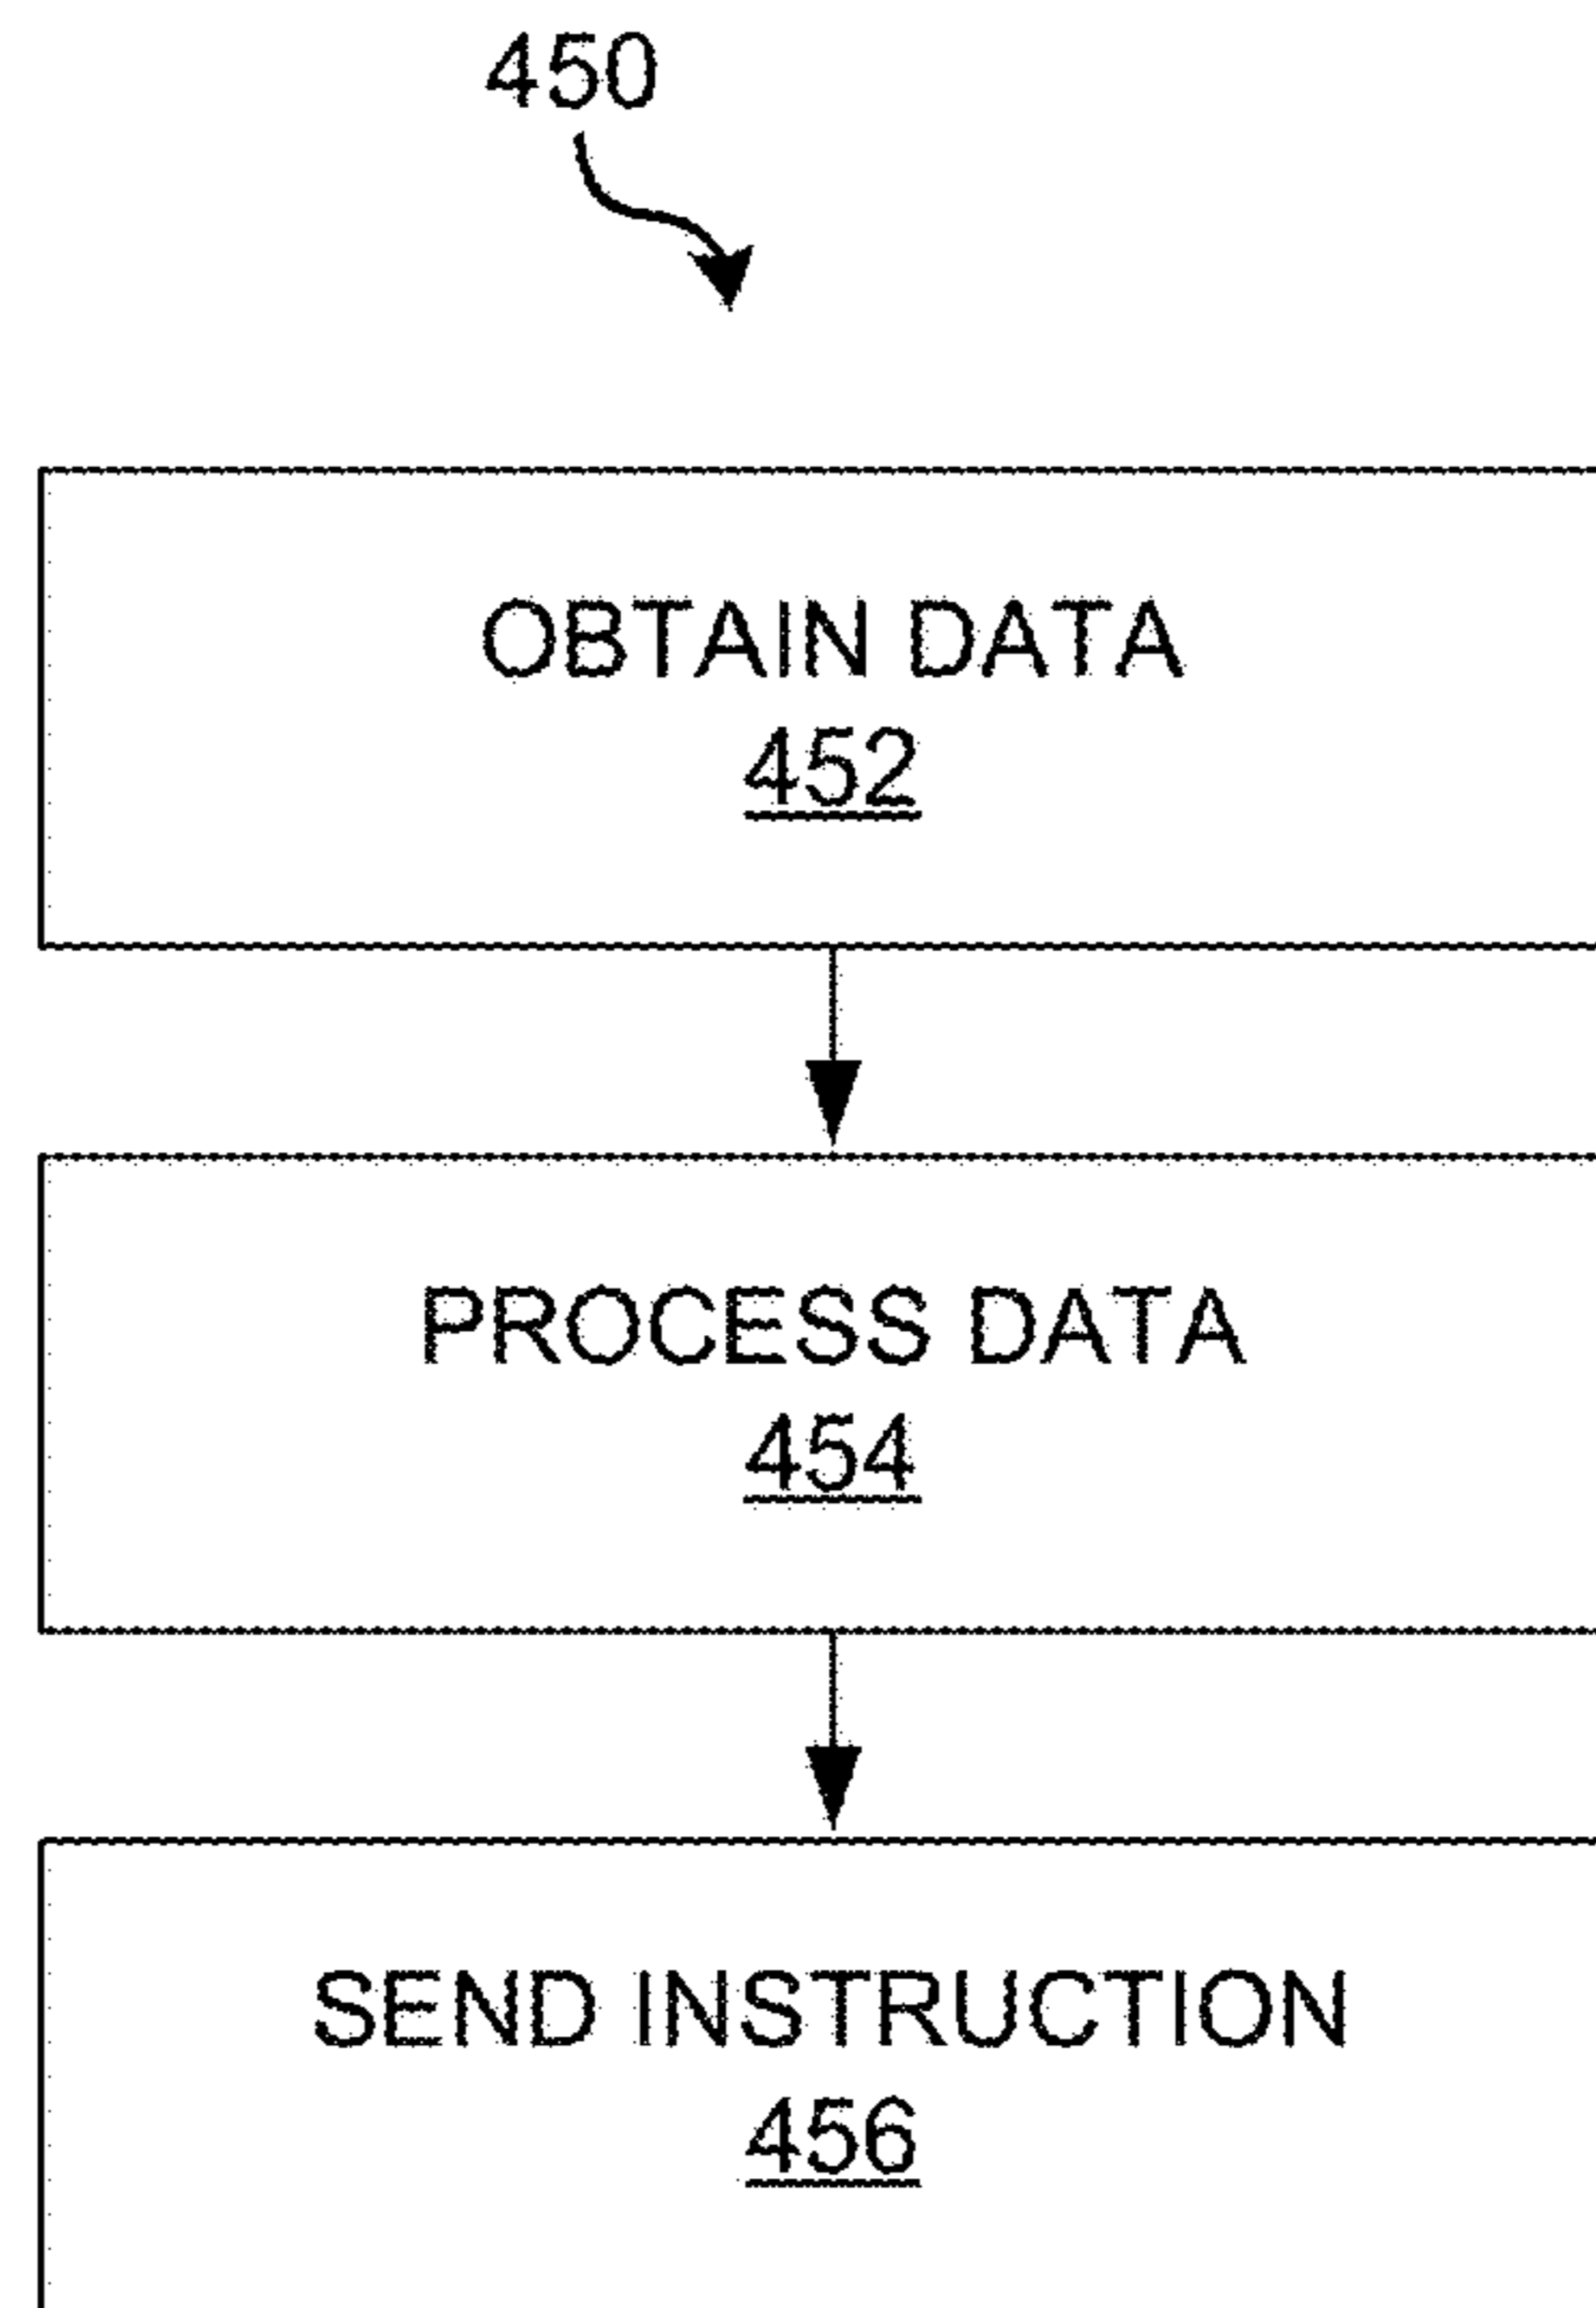 450
OBTAIN DATA
452
PROCESS DATA
454
SEND INSTRUCTION
456